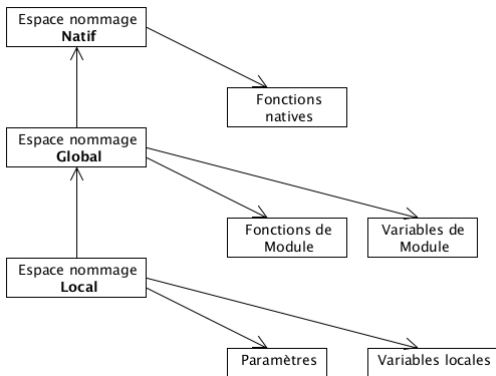 Espace nommage
Natif
Fonctions
natives
Espace nommage
Global
Fonctions de
Module
Variables de
Module
Espace nommage
Local
Paramètres
Variables locales